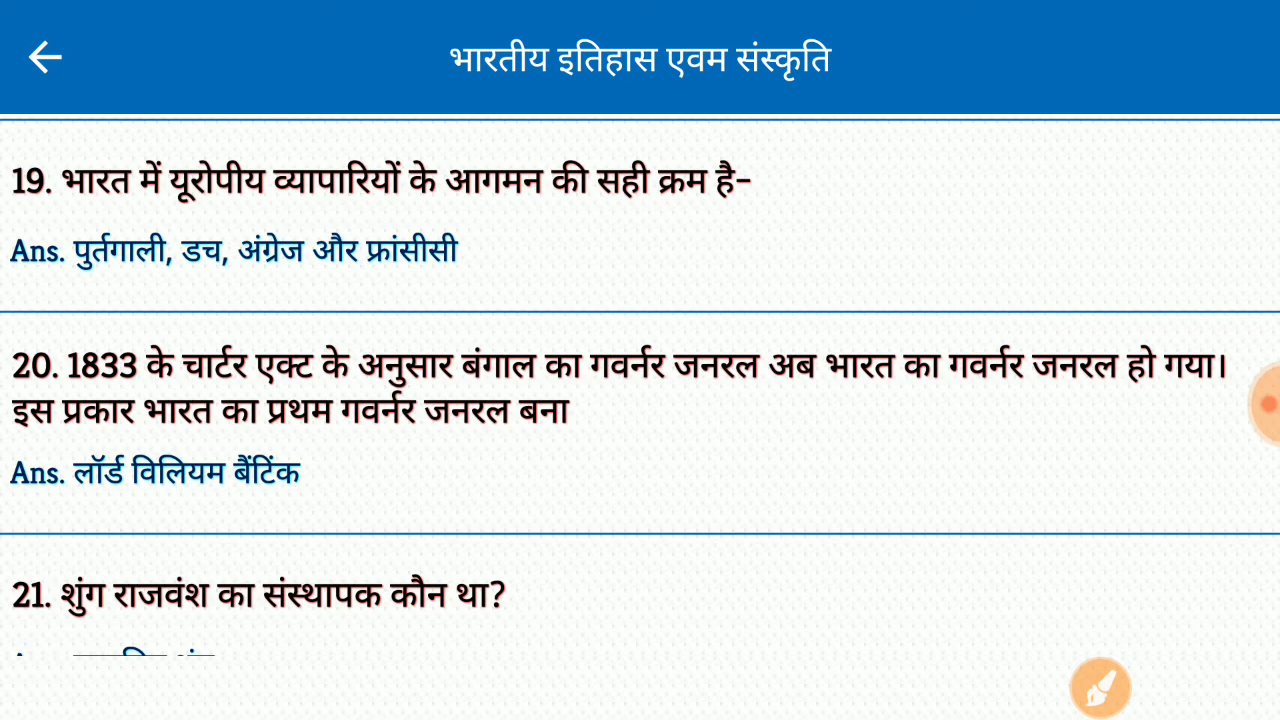 भारतीय इतिहास एवम संस्कृति
19. भारत में यूरोपीय व्यापारियों के आगमन की सही क्रम है-
Ans. पुर्तगाली, डच, अंग्रेज और फ्रांसीसी
20. 1833 के चार्टर एक्ट के अनुसार बंगाल का गवर्नर जनरल अब भारत का गवर्नर जनरल हो गया।
इस प्रकार भारत का प्रथम गवर्नर जनरल बना
Ans. लॉर्ड विलियम बैंटिंक
21. शुंग राजवंश का संस्थापक कौन था?